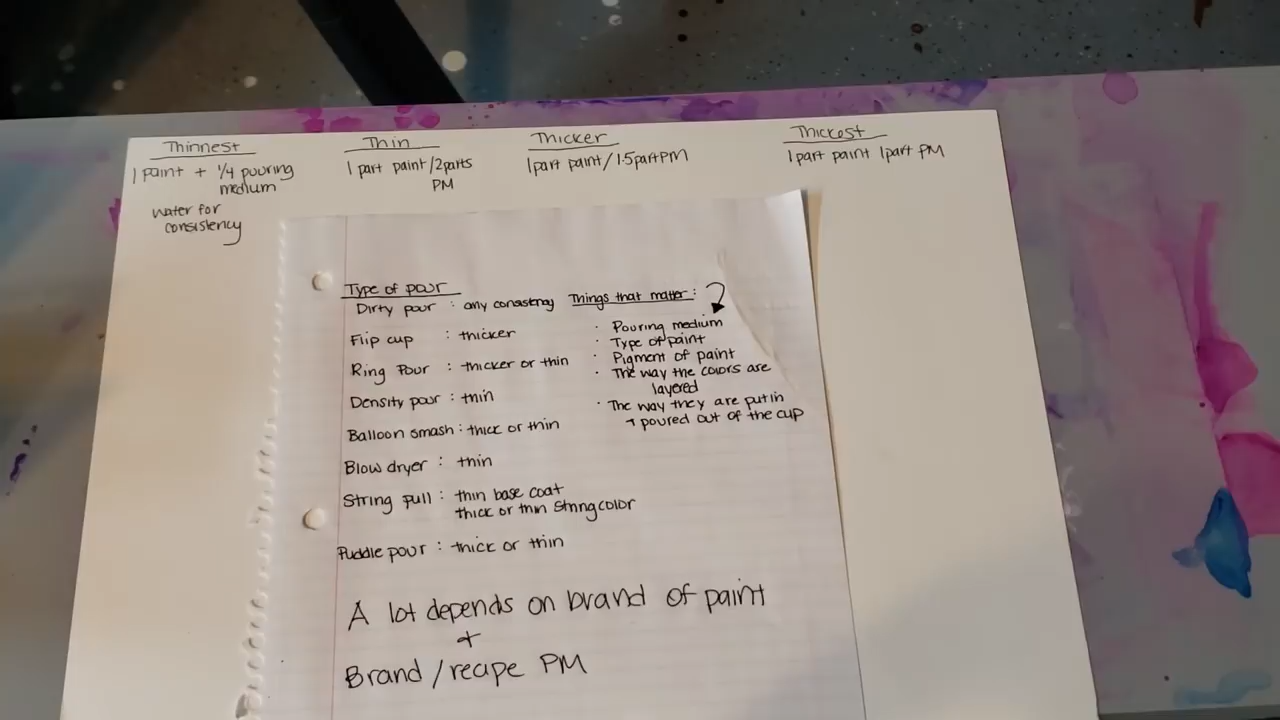 Thinnest
1 paint + 1/4 pouring
medium
water for
consistency
Thin
1 part paint/2parts
PM
Thicker
1part paint/1.5partPM
Thickest
1 part paint 1part PM
Type of pour
Dirty pour : any consisteny
Flip cup : thicker
Ring Pour : thicker or thin
Density pour : thin
Balloon smash : thick or thin
Blow dryer : thin
String pull : thin base coat
thick or thin String color
Puddle pour : thick or thin
Things that matter :
· Pouring medium
· Type of paint
· Pigment of paint
· The way the colors are
layered
· The way they are put in
+ poured out of the cup
A lot depends on brand of paint
+
Brand/recipe PM